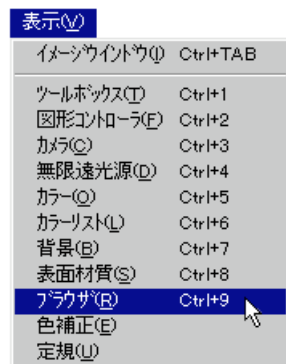 表示(V)
イメージウインドウ(I) Ctrl+TAB
ツールボックス(T) Ctrl+1
図形コントローラ(F) Ctrl+2
カメラ(C) Ctrl+3
無限遠光源(D) Ctrl+4
カラー(O) Ctrl+5
カラーリスト(L) Ctrl+6
背景(B) Ctrl+7
表面材質(S) Ctrl+8
ブラウザ(R) Ctrl+9
色補正(E)
定規(U)